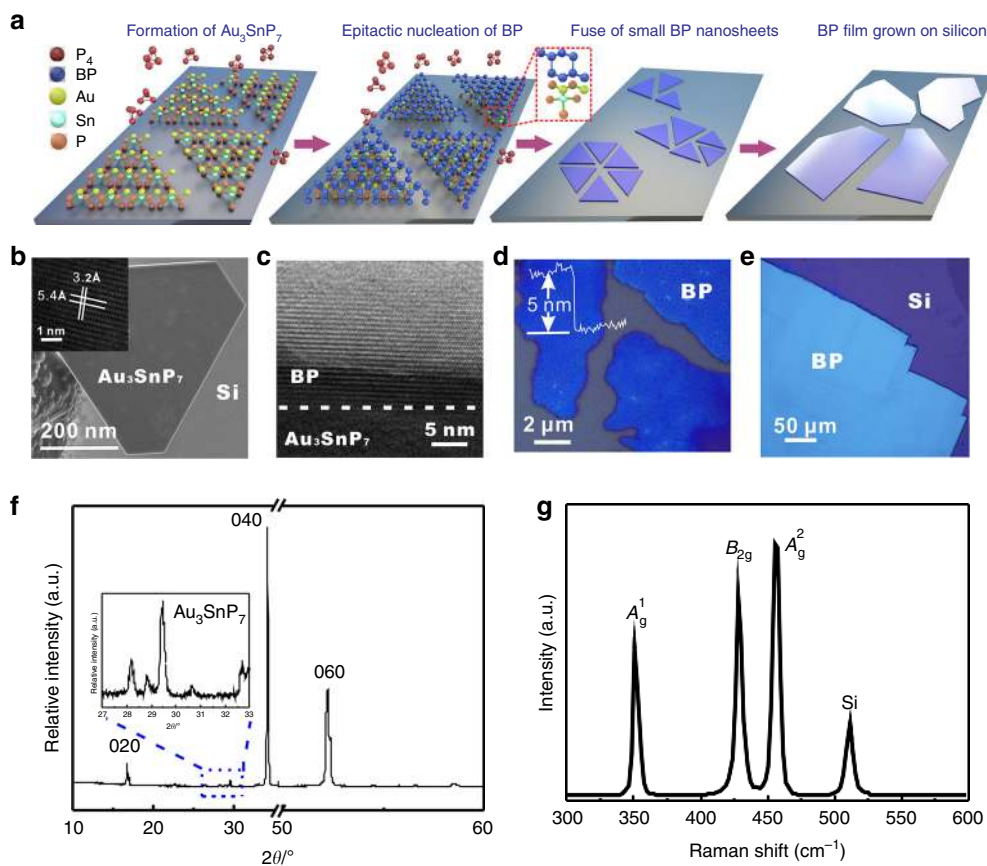 a
Formation of Au3SnP7
Epitactic nucleation of BP
Fuse of small BP nanosheets
BP film grown on silicon
P4
BP
Au
Sn
P
b
3.2Å
5.4Å
1 nm
Au3SnP7
Si
200 nm
c
BP
Au3SnP7
5 nm
d
BP
5 nm
2 µm
e
Si
BP
50 µm
f
040
060
020
Au3SnP7
Relative intensity (a.u.)
27 28 29 30 31 32 33
2θ/°
Relative intensity (a.u.)
10 20 30 50 60
2θ/°
g
A1g
B2g
A2g
Si
Intensity (a.u.)
300 350 400 450 500 550 600
Raman shift (cm−1)